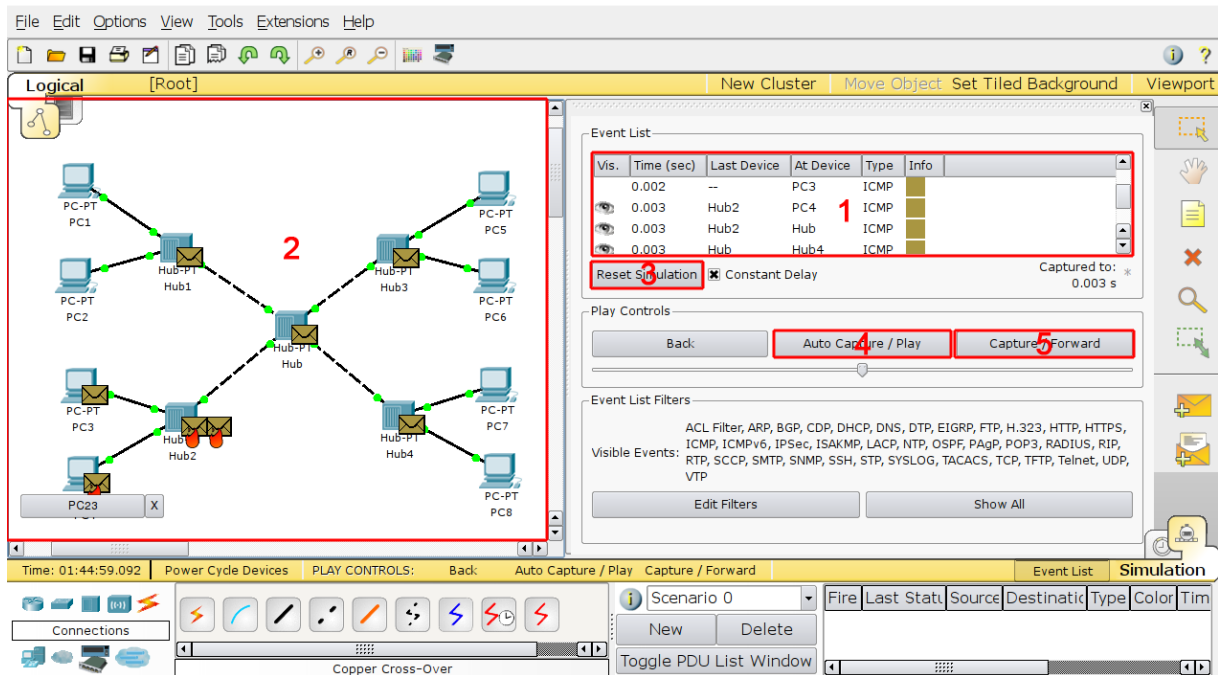 File Edit Options View Tools Extensions Help
Logical [Root] New Cluster Move Object Set Tiled Background Viewport
PC-PT
PC1
PC-PT
PC2
Hub-PT
Hub1
2
PC-PT
PC5
Hub-PT
Hub3
PC-PT
PC6
Hub-PT
Hub
PC-PT
PC3
Hub2
PC-PT
PC7
Hub-PT
Hub4
PC-PT
PC8
PC23 X
Event List
Vis. Time (sec) Last Device At Device Type Info
0.002 -- PC3 ICMP
0.003 Hub2 PC4 ICMP
0.003 Hub2 Hub ICMP
0.003 Hub Hub4 ICMP
1
Reset Simulation Constant Delay
3
Captured to: *
0.003 s
Play Controls
Back Auto Capture / Play Capture / Forward
4 5
Event List Filters
Visible Events: ACL Filter, ARP, BGP, CDP, DHCP, DNS, DTP, EIGRP, FTP, H.323, HTTP, HTTPS,
ICMP, ICMPv6, IPSec, ISAKMP, LACP, NTP, OSPF, PAgP, POP3, RADIUS, RIP,
RTP, SCCP, SMTP, SNMP, SSH, STP, SYSLOG, TACACS, TCP, TFTP, Telnet, UDP,
VTP
Edit Filters Show All
Time: 01:44:59.092 Power Cycle Devices PLAY CONTROLS: Back Auto Capture / Play Capture / Forward Event List Simulation
Connections
Copper Cross-Over
Scenario 0
New Delete
Toggle PDU List Window
Fire Last Statu Source Destinatic Type Color Tim